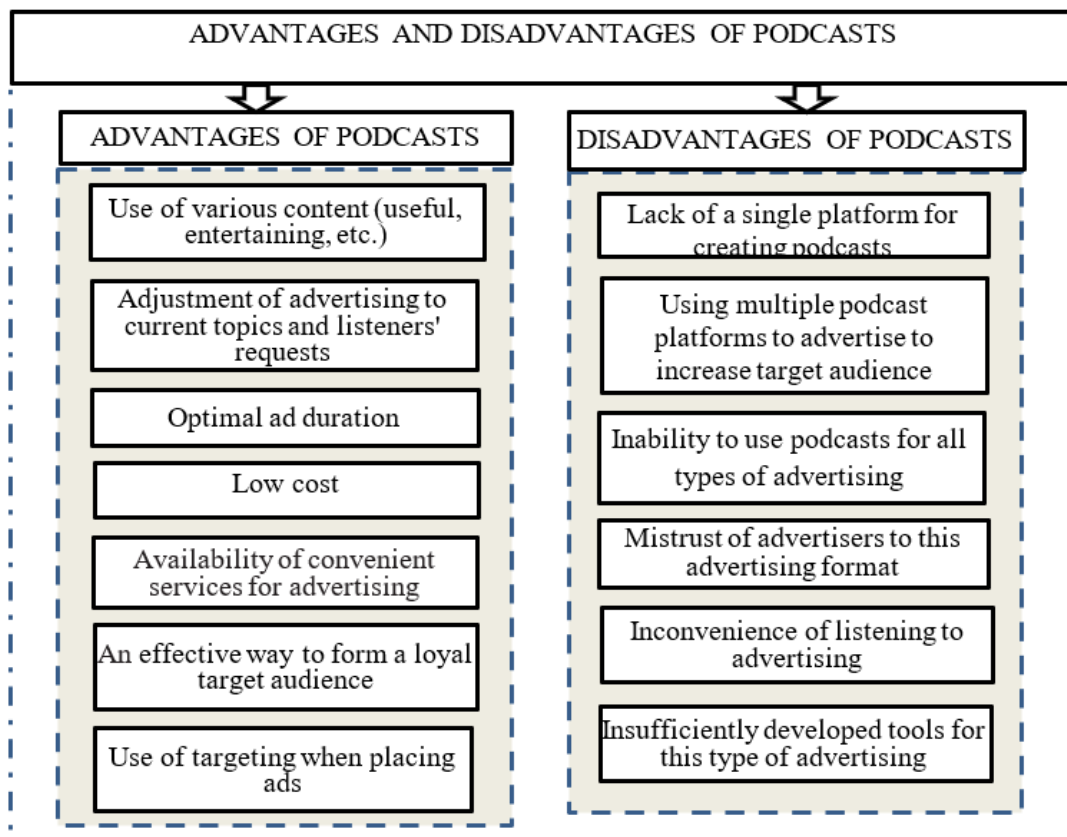 ADVANTAGES AND DISADVANTAGES OF PODCASTS
ADVANTAGES OF PODCASTS
Use of various content (useful,
entertaining, etc.)
Adjustment of advertising to
current topics and listeners'
requests
Optimal ad duration
Low cost
Availability of convenient
services for advertising
An effective way to form a loyal
target audience
Use of targeting when placing
ads
DISADVANTAGES OF PODCASTS
Lack of a single platform for
creating podcasts
Using multiple podcast
platforms to advertise to
increase target audience
Inability to use podcasts for all
types of advertising
Mistrust of advertisers to this
advertising format
Inconvenience of listening to
advertising
Insufficiently developed tools for
this type of advertising